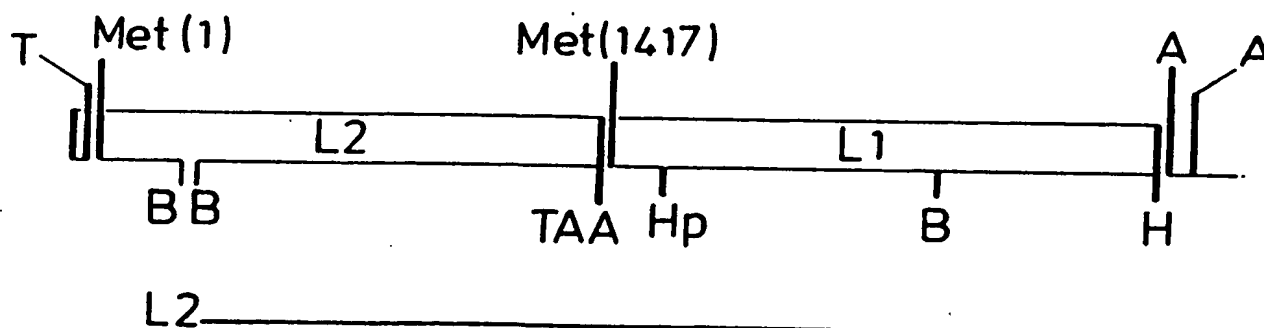 T Met (1) Met(1417) A A
L2 L1
B B TAA Hp B H
L2